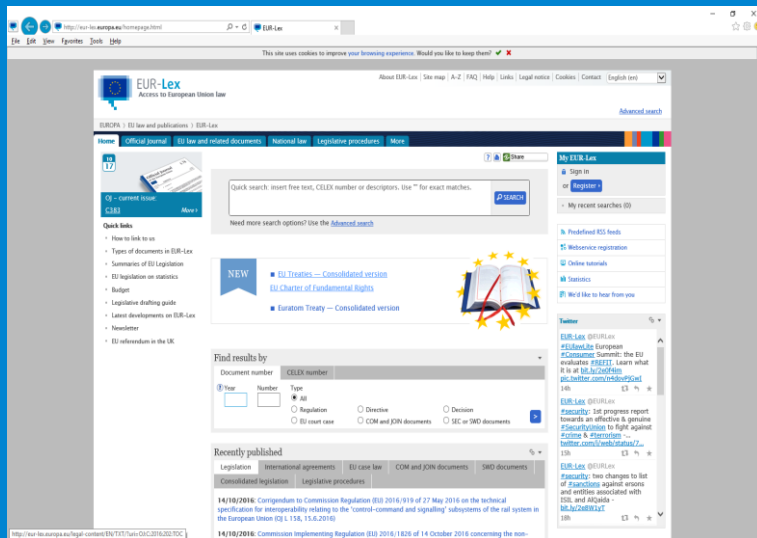 http://eur-lex.europa.eu/homepage.html
EUR-Lex
File Edit View Favorites Tools Help
This site uses cookies to improve your browsing experience. Would you like to keep them?
EUR-Lex
Access to European Union law
About EUR-Lex | Site map | A-Z | FAQ | Help | Links | Legal notice | Cookies | Contact | English (en)
Advanced search
EUROPA > EU law and publications > EUR-Lex
Home Official Journal EU law and related documents National law Legislative procedures More
10
17
OJ - current issue:
C383 More
Quick links
How to link to us
Types of documents in EUR-Lex
Summaries of EU Legislation
EU legislation on statistics
Budget
Legislative drafting guide
Latest developments on EUR-Lex
Newsletter
EU referendum in the UK
? Share
Quick search: insert free text, CELEX number or descriptors. Use "" for exact matches.
SEARCH
Need more search options? Use the Advanced search
NEW
EU Treaties — Consolidated version
EU Charter of Fundamental Rights
Euratom Treaty — Consolidated version
Find results by
Document number CELEX number
Year Number Type
All
Regulation Directive Decision
EU court case COM and JOIN documents SEC or SWD documents
Recently published
Legislation International agreements EU case law COM and JOIN documents SWD documents
Consolidated legislation Legislative procedures
14/10/2016: Corrigendum to Commission Regulation (EU) 2016/919 of 27 May 2016 on the technical
specification for interoperability relating to the 'control-command and signalling' subsystems of the rail system in
the European Union (OJ L 158, 15.6.2016)
14/10/2016: Commission Implementing Regulation (EU) 2016/1826 of 14 October 2016 concerning the non-
My EUR-Lex
Sign in
or Register
My recent searches (0)
Predefined RSS feeds
Webservice registration
Online tutorials
Statistics
We'd like to hear from you
Twitter
EUR-Lex @EURLex
#EUlawLite European
#Consumer Summit: the EU
evaluates #REFIT. Learn what
it is at
14h
EUR-Lex @EURLex
#security: 1st progress report
towards an effective & genuine
#SecurityUnion to fight against
#crime & #terrorism -...
twitter.com/i/web/status/7...
15h
EUR-Lex @EURLex
#security: two changes to list
of #sanctions against ersons
and entities associated with
ISIL and AlQaida -
18h